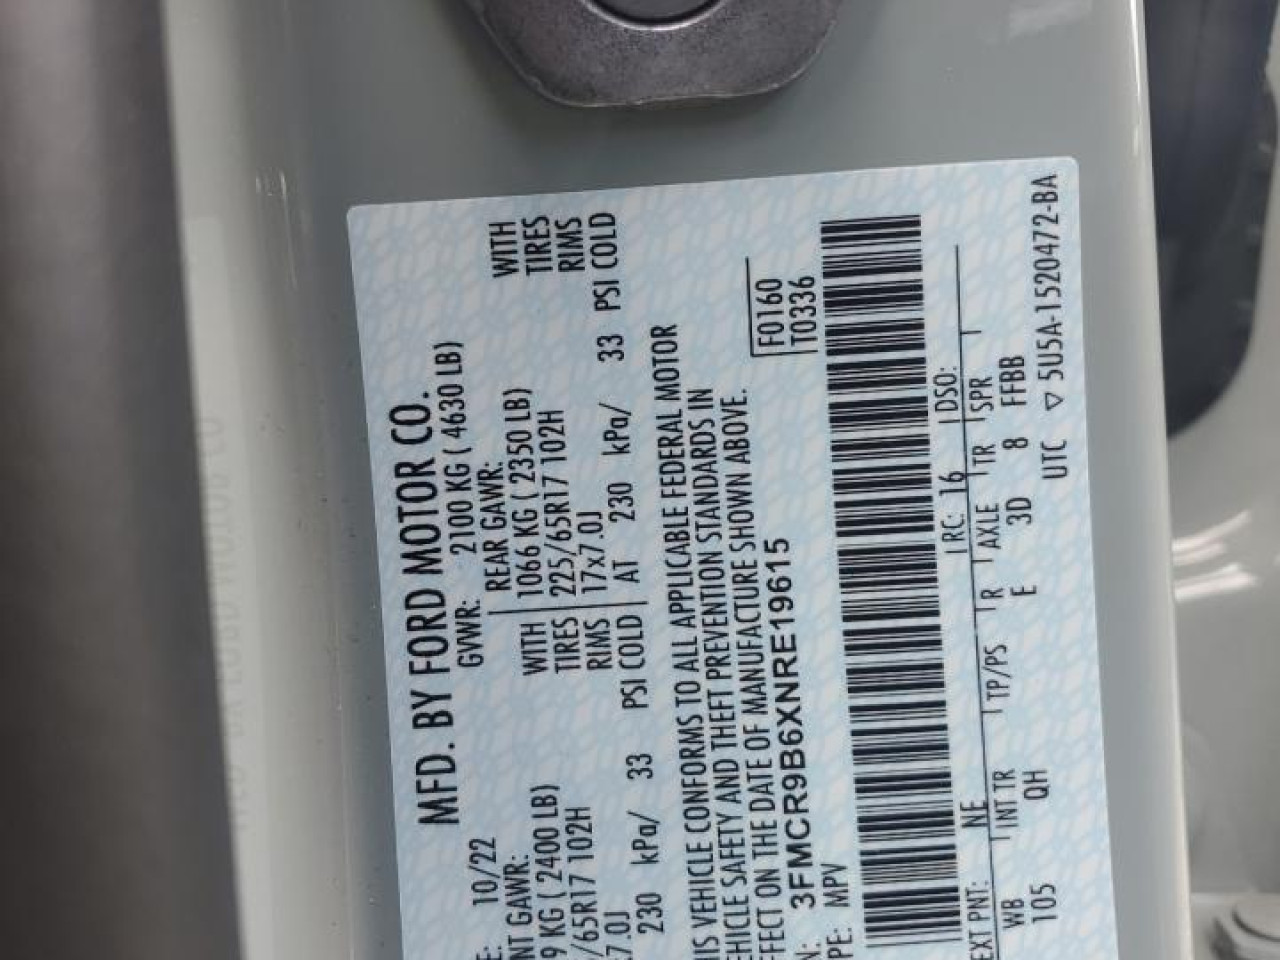 MFD. BY FORD MOTOR CO.
E: 10/22 GVWR: 2100 KG ( 4630 LB)
NT GAWR: REAR GAWR:
9 KG ( 2400 LB) WITH 1066 KG ( 2350 LB) WITH
/65R17 102H TIRES 225/65R17 102H TIRES
7.0J RIMS 17x7.0J RIMS
230 kPa/ 33 PSI COLD AT 230 kPa/ 33 PSI COLD
IS VEHICLE CONFORMS TO ALL APPLICABLE FEDERAL MOTOR
EHICLE SAFETY AND THEFT PREVENTION STANDARDS IN
FFECT ON THE DATE OF MANUFACTURE SHOWN ABOVE.
N: 3FMCR9B6XNRE19615 F0160
PE: MPV T0336
EXT PNT: NE RC: 16 DSO:
WB INT TR TP/PS R AXLE TR SPR
105 QH E 3D 8 FFBB
UTC ▽ 5U5A-1520472-BA